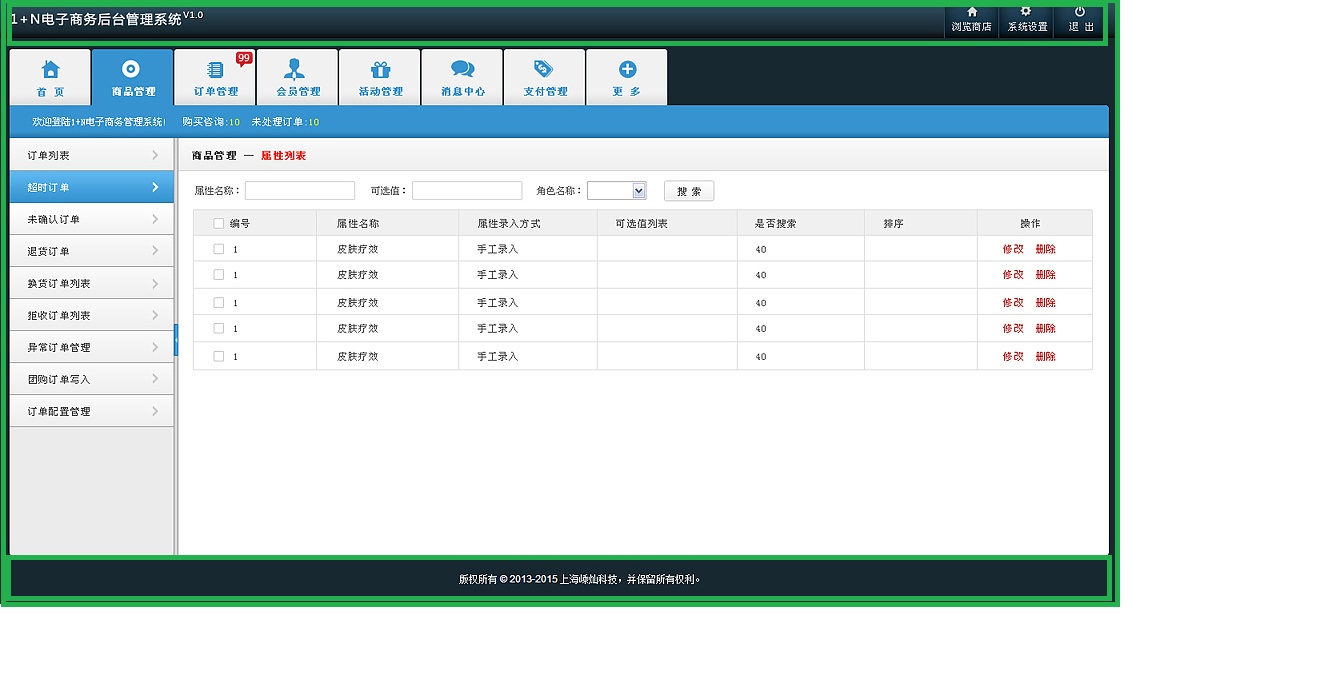 1+N电子商务后台管理系统V1.0
浏览商店 系统设置 退 出
99
首 页 商品管理 订单管理 会员管理 活动管理 消息中心 支付管理 更 多
欢迎登陆1+N电子商务管理系统! 购买咨询:10 未处理订单:10
订单列表
超时订单
未确认订单
退货订单
换货订单列表
拒收订单列表
异常订单管理
团购订单写入
订单配置管理
商品管理 — 属性列表
属性名称: 可选值: 角色名称: 搜 索
编号 属性名称 属性录入方式 可选值列表 是否搜索 排序 操作
1 皮肤疗效 手工录入 40 修改 删除
1 皮肤疗效 手工录入 40 修改 删除
1 皮肤疗效 手工录入 40 修改 删除
1 皮肤疗效 手工录入 40 修改 删除
1 皮肤疗效 手工录入 40 修改 删除
版权所有 © 2013-2015 上海嵊灿科技,并保留所有权利。